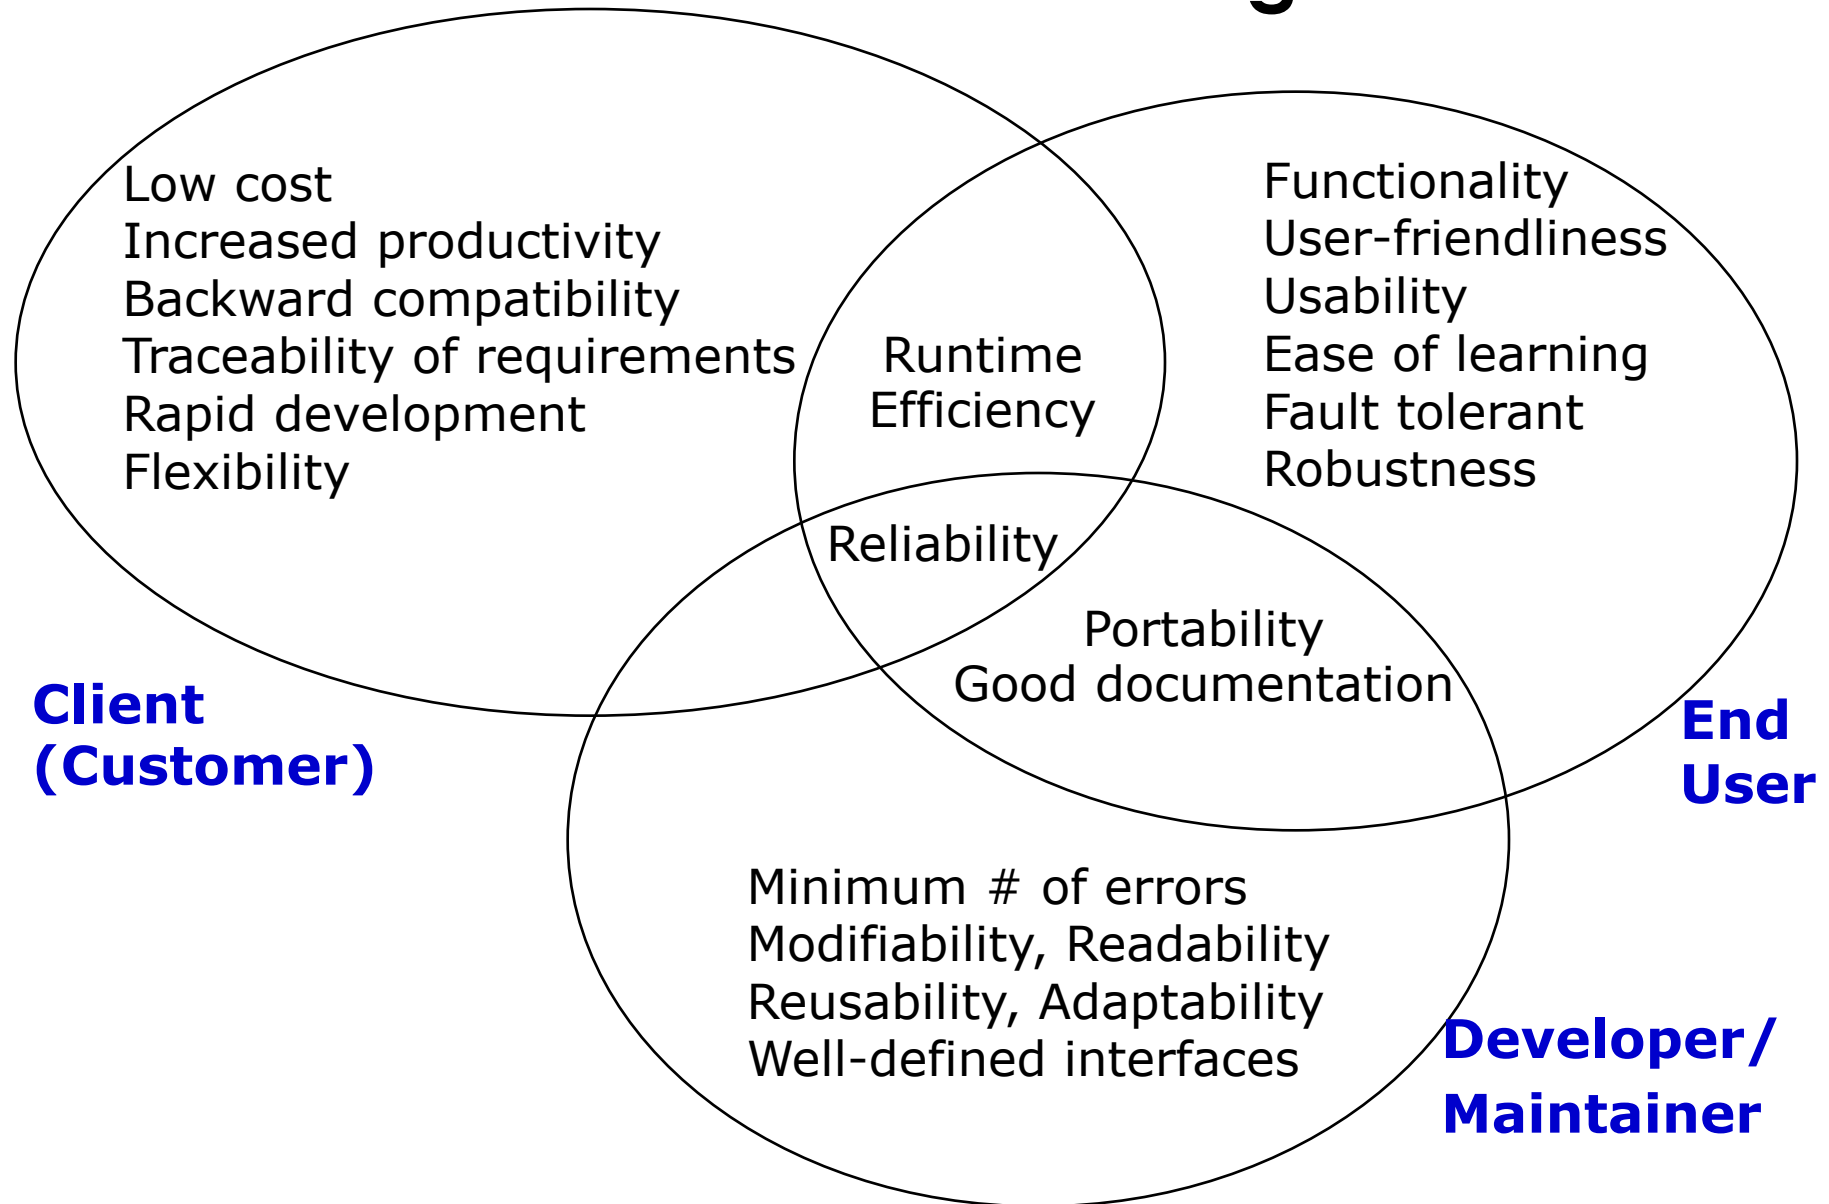 Low cost
Increased productivity
Backward compatibility
Traceability of requirements
Rapid development
Flexibility
Runtime
Efficiency
Functionality
User-friendliness
Usability
Ease of learning
Fault tolerant
Robustness
Reliability
Portability
Good documentation
Client
(Customer)
End
User
Minimum # of errors
Modifiability, Readability
Reusability, Adaptability
Well-defined interfaces
Developer/
Maintainer